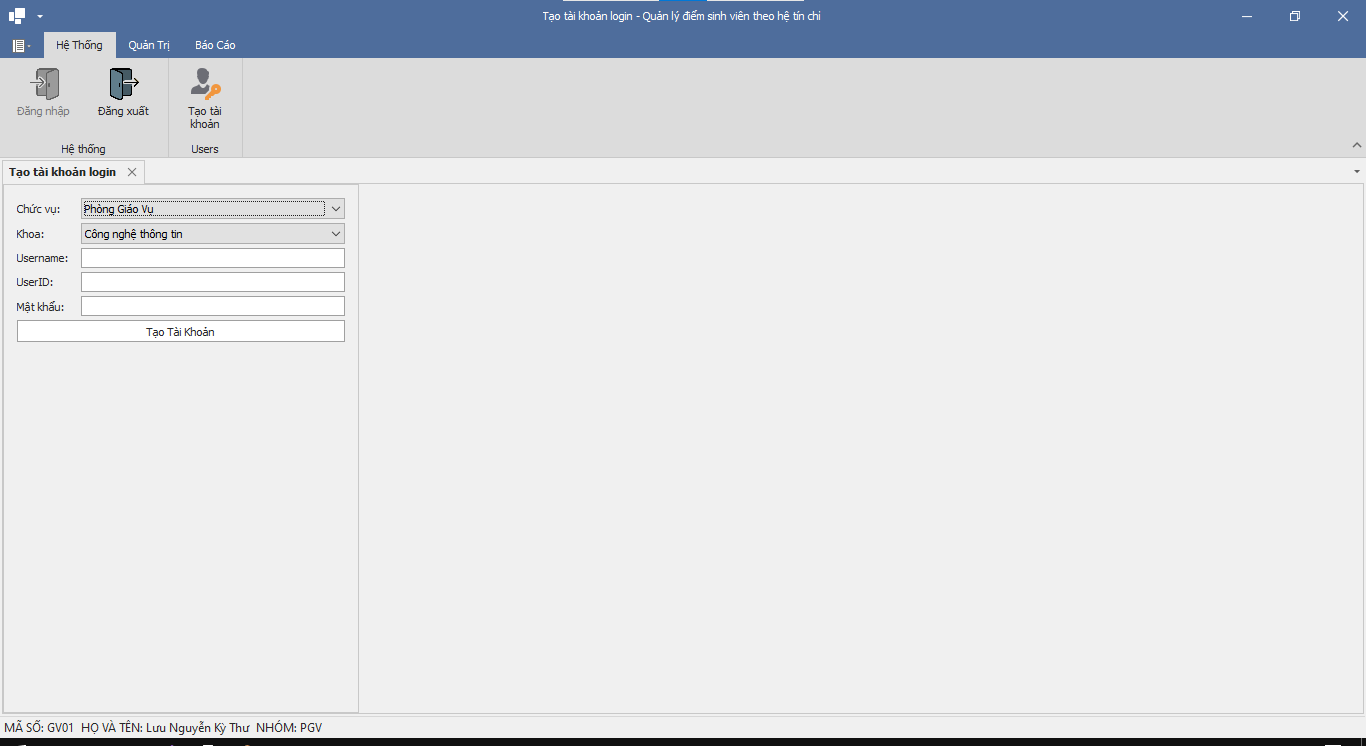 Tạo tài khoản login - Quản lý điểm sinh viên theo hệ tín chỉ
Hệ Thống Quản Trị Báo Cáo
Đăng nhập Đăng xuất Tạo tài khoản
Hệ thống Users
Tạo tài khoản login
Chức vụ: Phòng Giáo Vụ
Khoa: Công nghệ thông tin
Username:
UserID:
Mật khẩu:
Tạo Tài Khoản
MÃ SỐ: GV01 HỌ VÀ TÊN: Lưu Nguyễn Kỳ Thư NHÓM: PGV